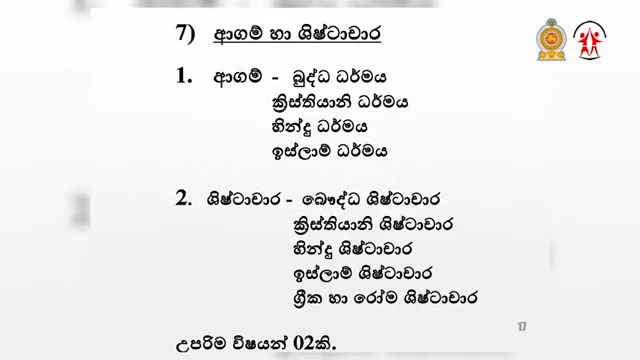 7) ආගම් හා ශිෂ්ටාචාර
1. ආගම් - බුද්ධ ධර්මය
ක්‍රිස්තියානි ධර්මය
හින්දු ධර්මය
ඉස්ලාම් ධර්මය
2. ශිෂ්ටාචාර - බෞද්ධ ශිෂ්ටාචාර
ක්‍රිස්තියානි ශිෂ්ටාචාර
හින්දු ශිෂ්ටාචාර
ඉස්ලාම් ශිෂ්ටාචාර
ග්‍රීක හා රෝම ශිෂ්ටාචාර
17
උපරිම විෂයන් 02කි.